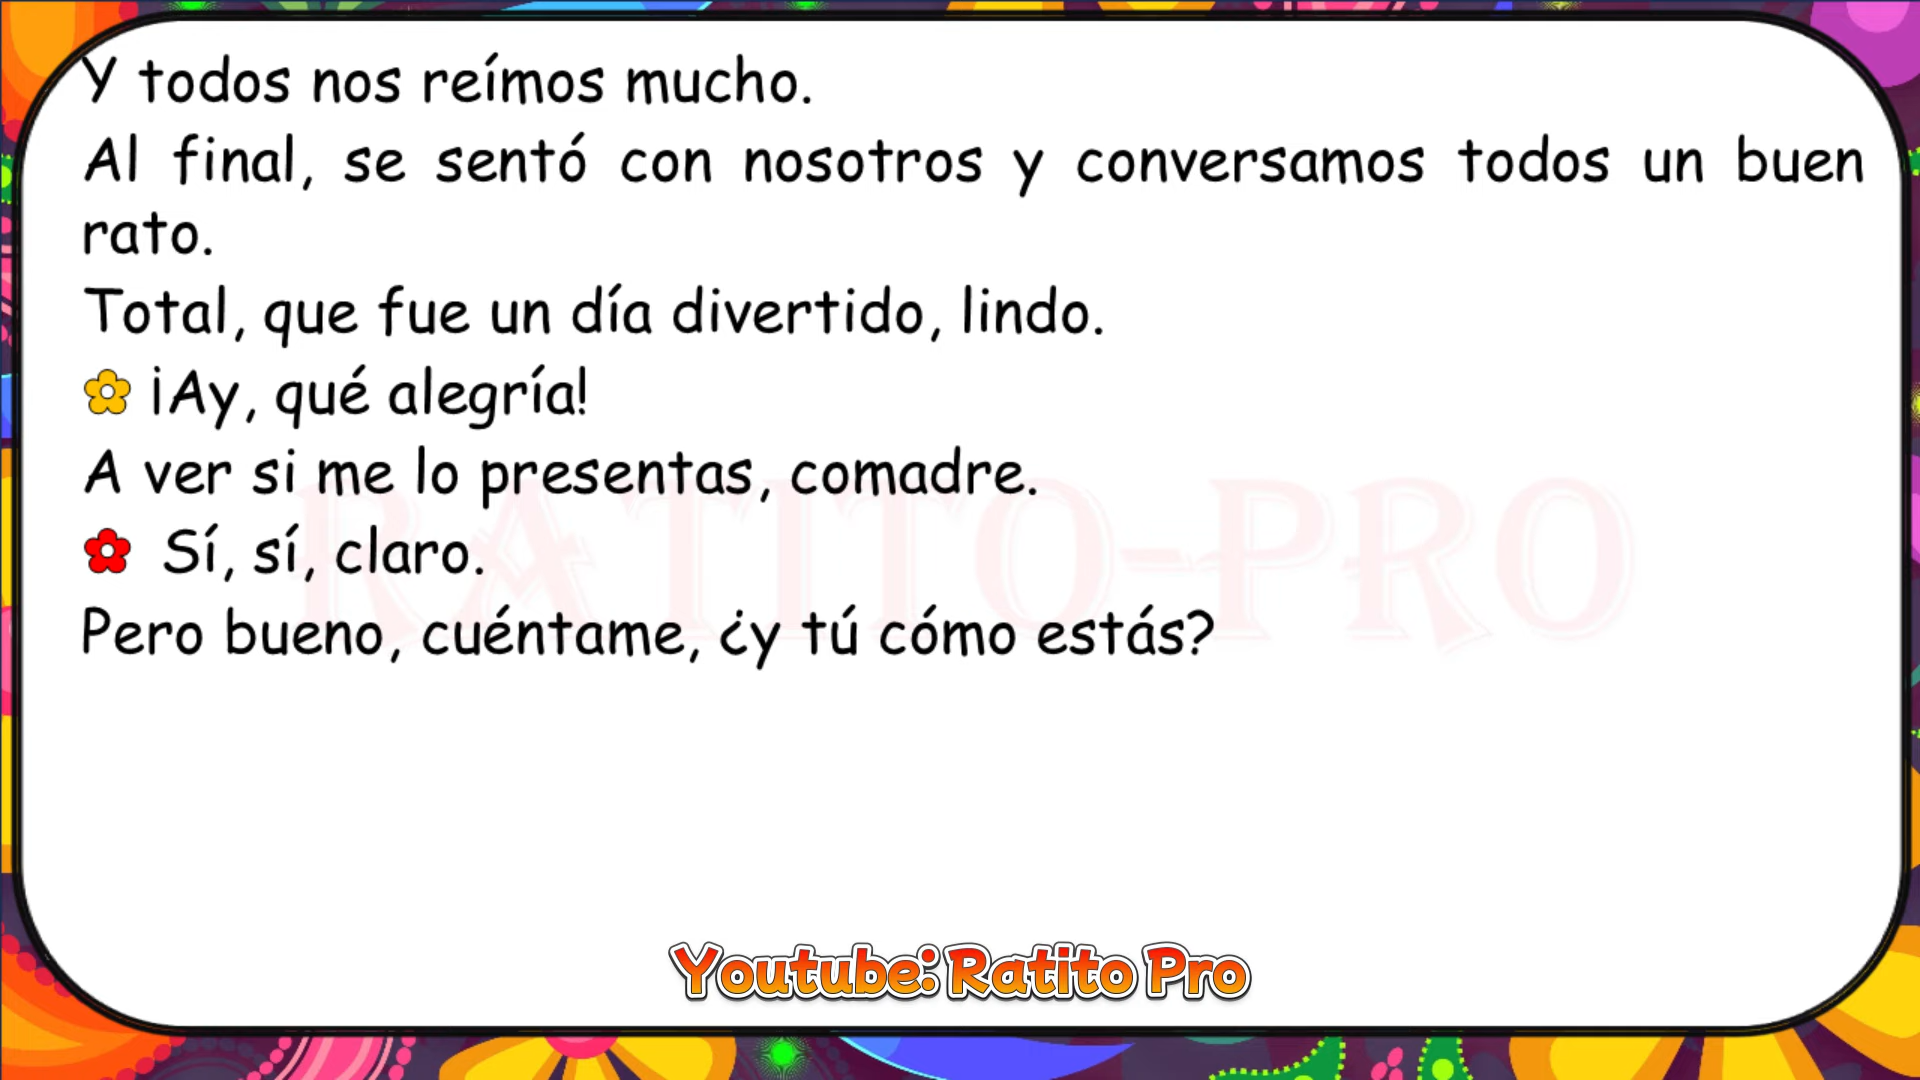 Y todos nos reímos mucho.
Al final, se sentó con nosotros y conversamos todos un buen
rato.
Total, que fue un día divertido, lindo.
¡Ay, qué alegría!
A ver si me lo presentas, comadre.
Sí, sí, claro.
Pero bueno, cuéntame, ¿y tú cómo estás?
RATITO-PRO
Youtube: Ratito Pro